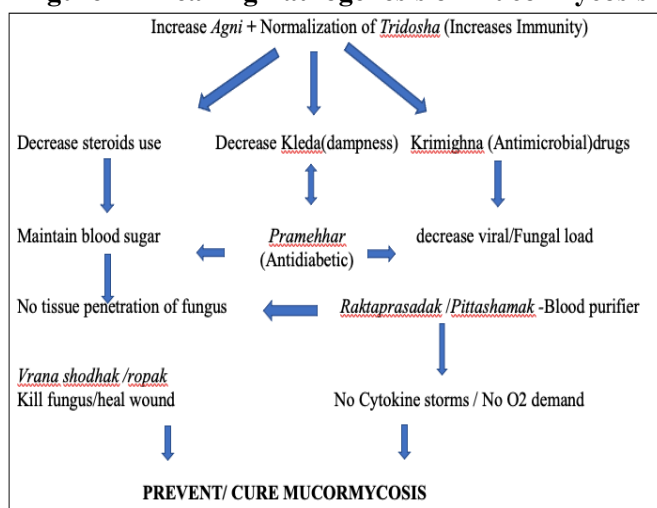 Increase Agni + Normalization of Tridosha (Increases Immunity)
Decrease steroids use
Decrease Kleda(dampness)
Krimighna (Antimicrobial)drugs
Maintain blood sugar
Pramehhar
(Antidiabetic)
decrease viral/Fungal load
No tissue penetration of fungus
Raktaprasadak /Pittashamak -Blood purifier
Vrana shodhak /ropak
Kill fungus/heal wound
No Cytokine storms / No O2 demand
PREVENT/ CURE MUCORMYCOSIS